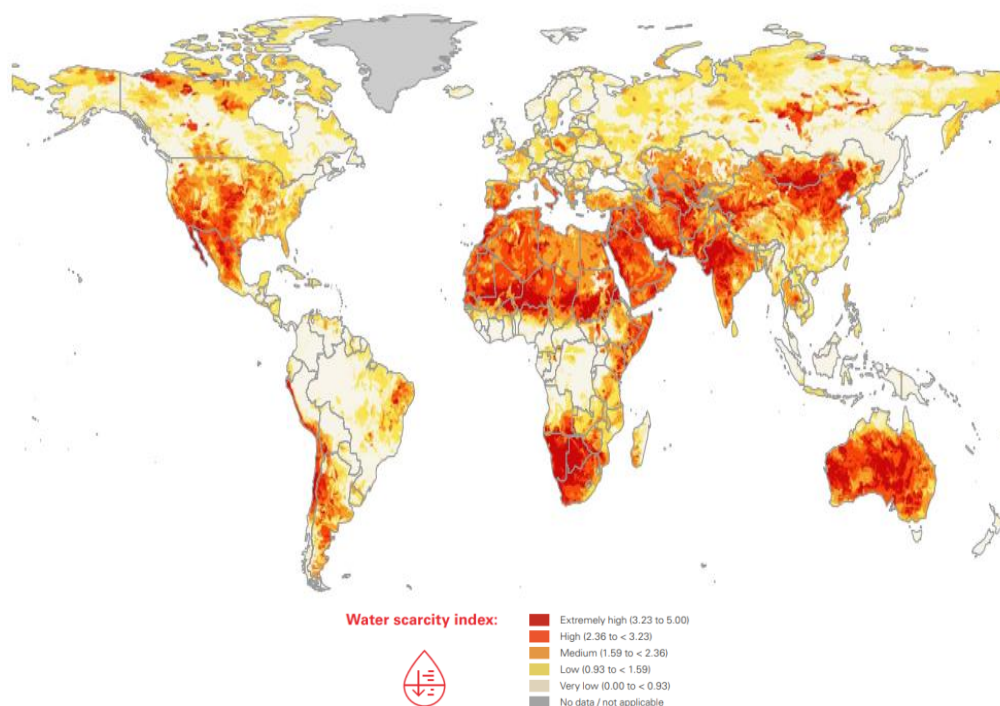 Water scarcity index:
Extremely high (3.23 to 5.00)
High (2.36 to < 3.23)
Medium (1.59 to < 2.36)
Low (0.93 to < 1.59)
Very low (0.00 to < 0.93)
No data / not applicable